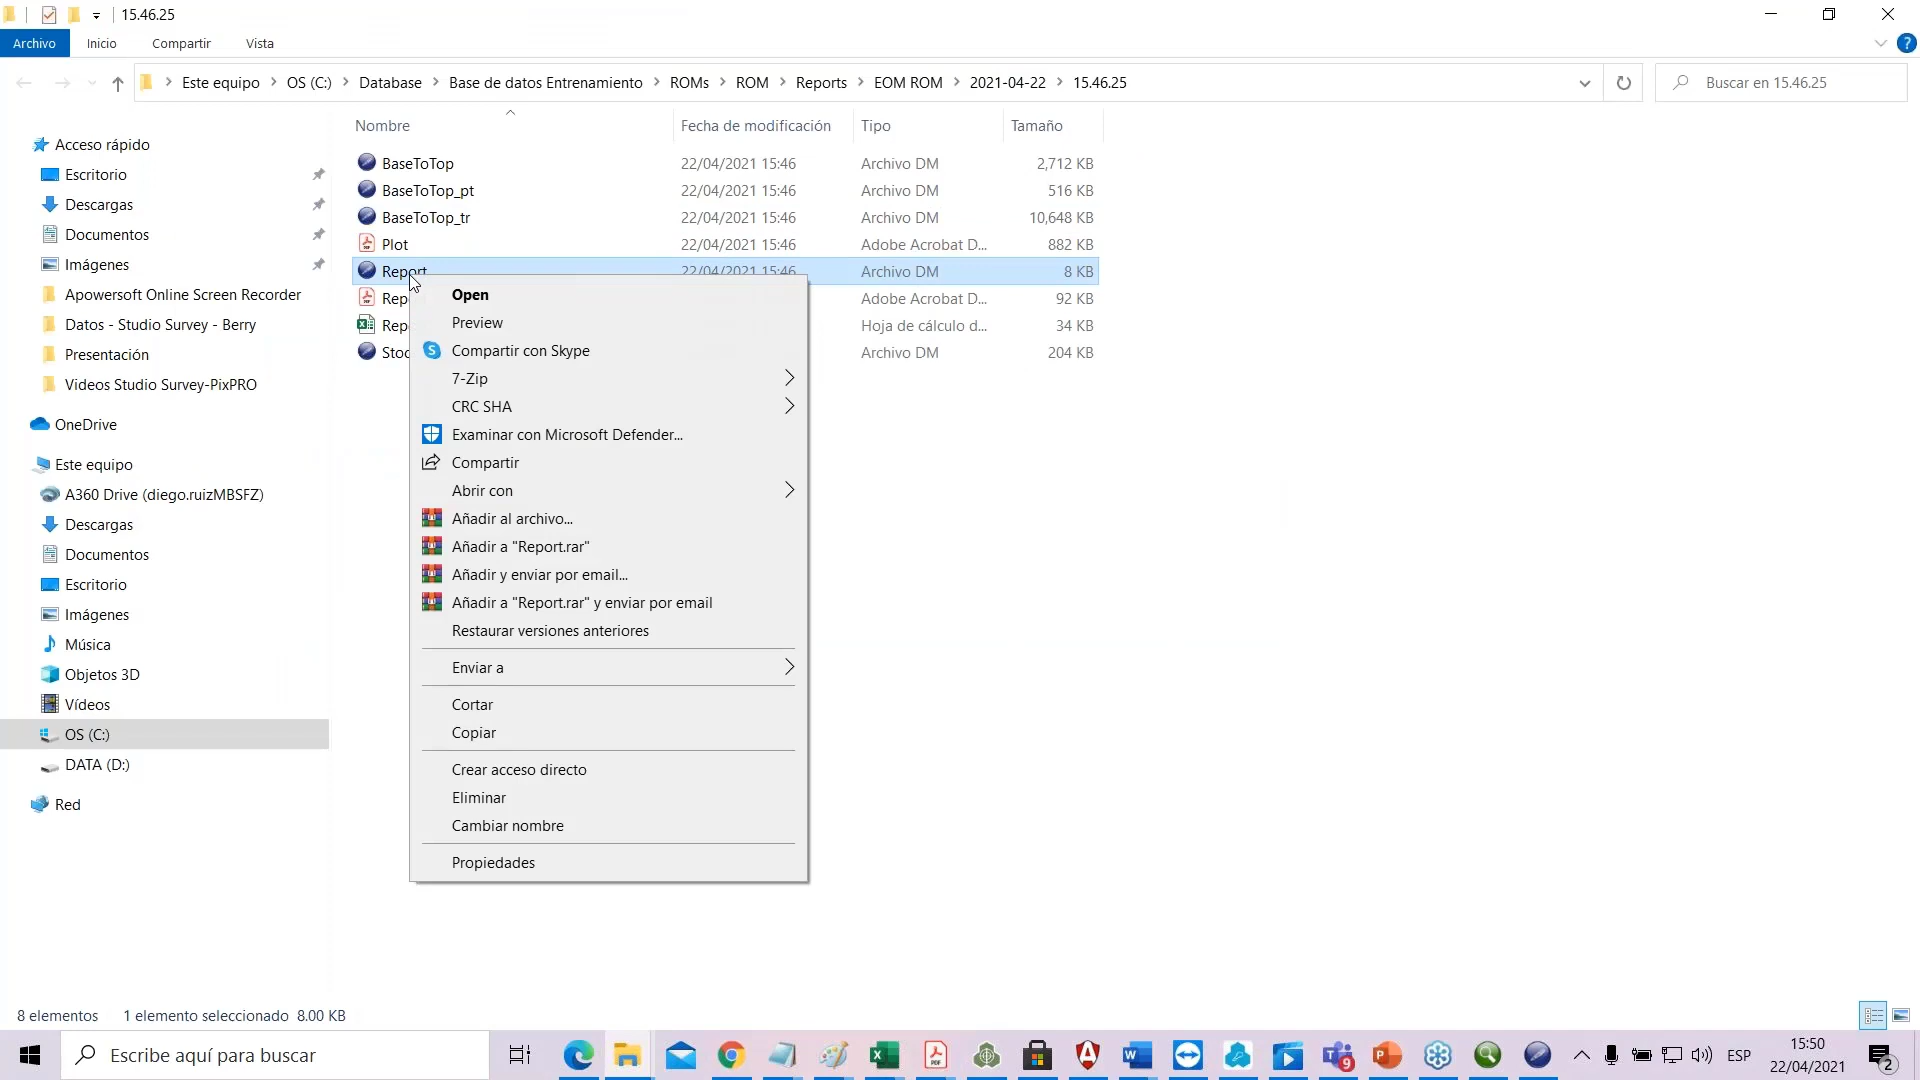 15.46.25
Archivo Inicio Compartir Vista
Este equipo OS (C:) Database Base de datos Entrenamiento ROMs ROM Reports EOM ROM 2021-04-22 15.46.25
Buscar en 15.46.25
Nombre Fecha de modificación Tipo Tamaño
BaseToTop 22/04/2021 15:46 Archivo DM 2,712 KB
BaseToTop_pt 22/04/2021 15:46 Archivo DM 516 KB
BaseToTop_tr 22/04/2021 15:46 Archivo DM 10,648 KB
Plot 22/04/2021 15:46 Adobe Acrobat D... 882 KB
Report 22/04/2021 15:46 Archivo DM 8 KB
Rep Adobe Acrobat D... 92 KB
Rep Hoja de cálculo d... 34 KB
Stoc Archivo DM 204 KB
Acceso rápido
Escritorio
Descargas
Documentos
Imágenes
Apowersoft Online Screen Recorder
Datos - Studio Survey - Berry
Presentación
Videos Studio Survey-PixPRO
OneDrive
Este equipo
A360 Drive (diego.ruizMBSFZ)
Descargas
Documentos
Escritorio
Imágenes
Música
Objetos 3D
Vídeos
OS (C:)
DATA (D:)
Red
Open
Preview
Compartir con Skype
7-Zip
CRC SHA
Examinar con Microsoft Defender...
Compartir
Abrir con
Añadir al archivo...
Añadir a "Report.rar"
Añadir y enviar por email...
Añadir a "Report.rar" y enviar por email
Restaurar versiones anteriores
Enviar a
Cortar
Copiar
Crear acceso directo
Eliminar
Cambiar nombre
Propiedades
8 elementos 1 elemento seleccionado 8.00 KB
Escribe aquí para buscar
9
ESP
15:50
22/04/2021
2